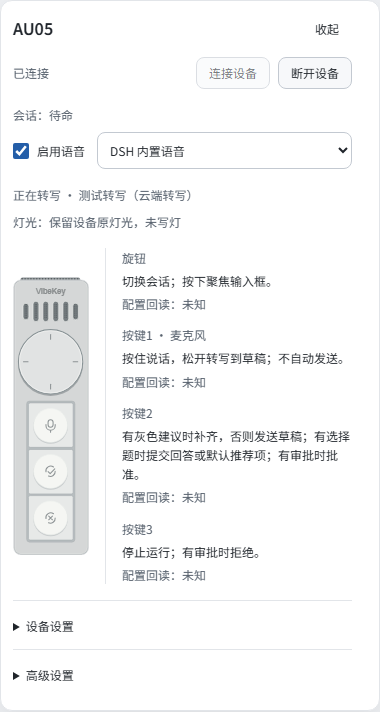 AU05
收起
已连接
连接设备
断开设备
会话：待命
启用语音
DSH 内置语音
正在转写 · 测试转写（云端转写）
灯光：保留设备原灯光，未写灯
VibeKey
旋钮
切换会话；按下聚焦输入框。
配置回读：未知
按键1 · 麦克风
按住说话，松开转写到草稿；不自动发送。
配置回读：未知
按键2
有灰色建议时补齐，否则发送草稿；有选择
题时提交回答或默认推荐项；有审批时批
准。
配置回读：未知
按键3
停止运行；有审批时拒绝。
配置回读：未知
设备设置
高级设置